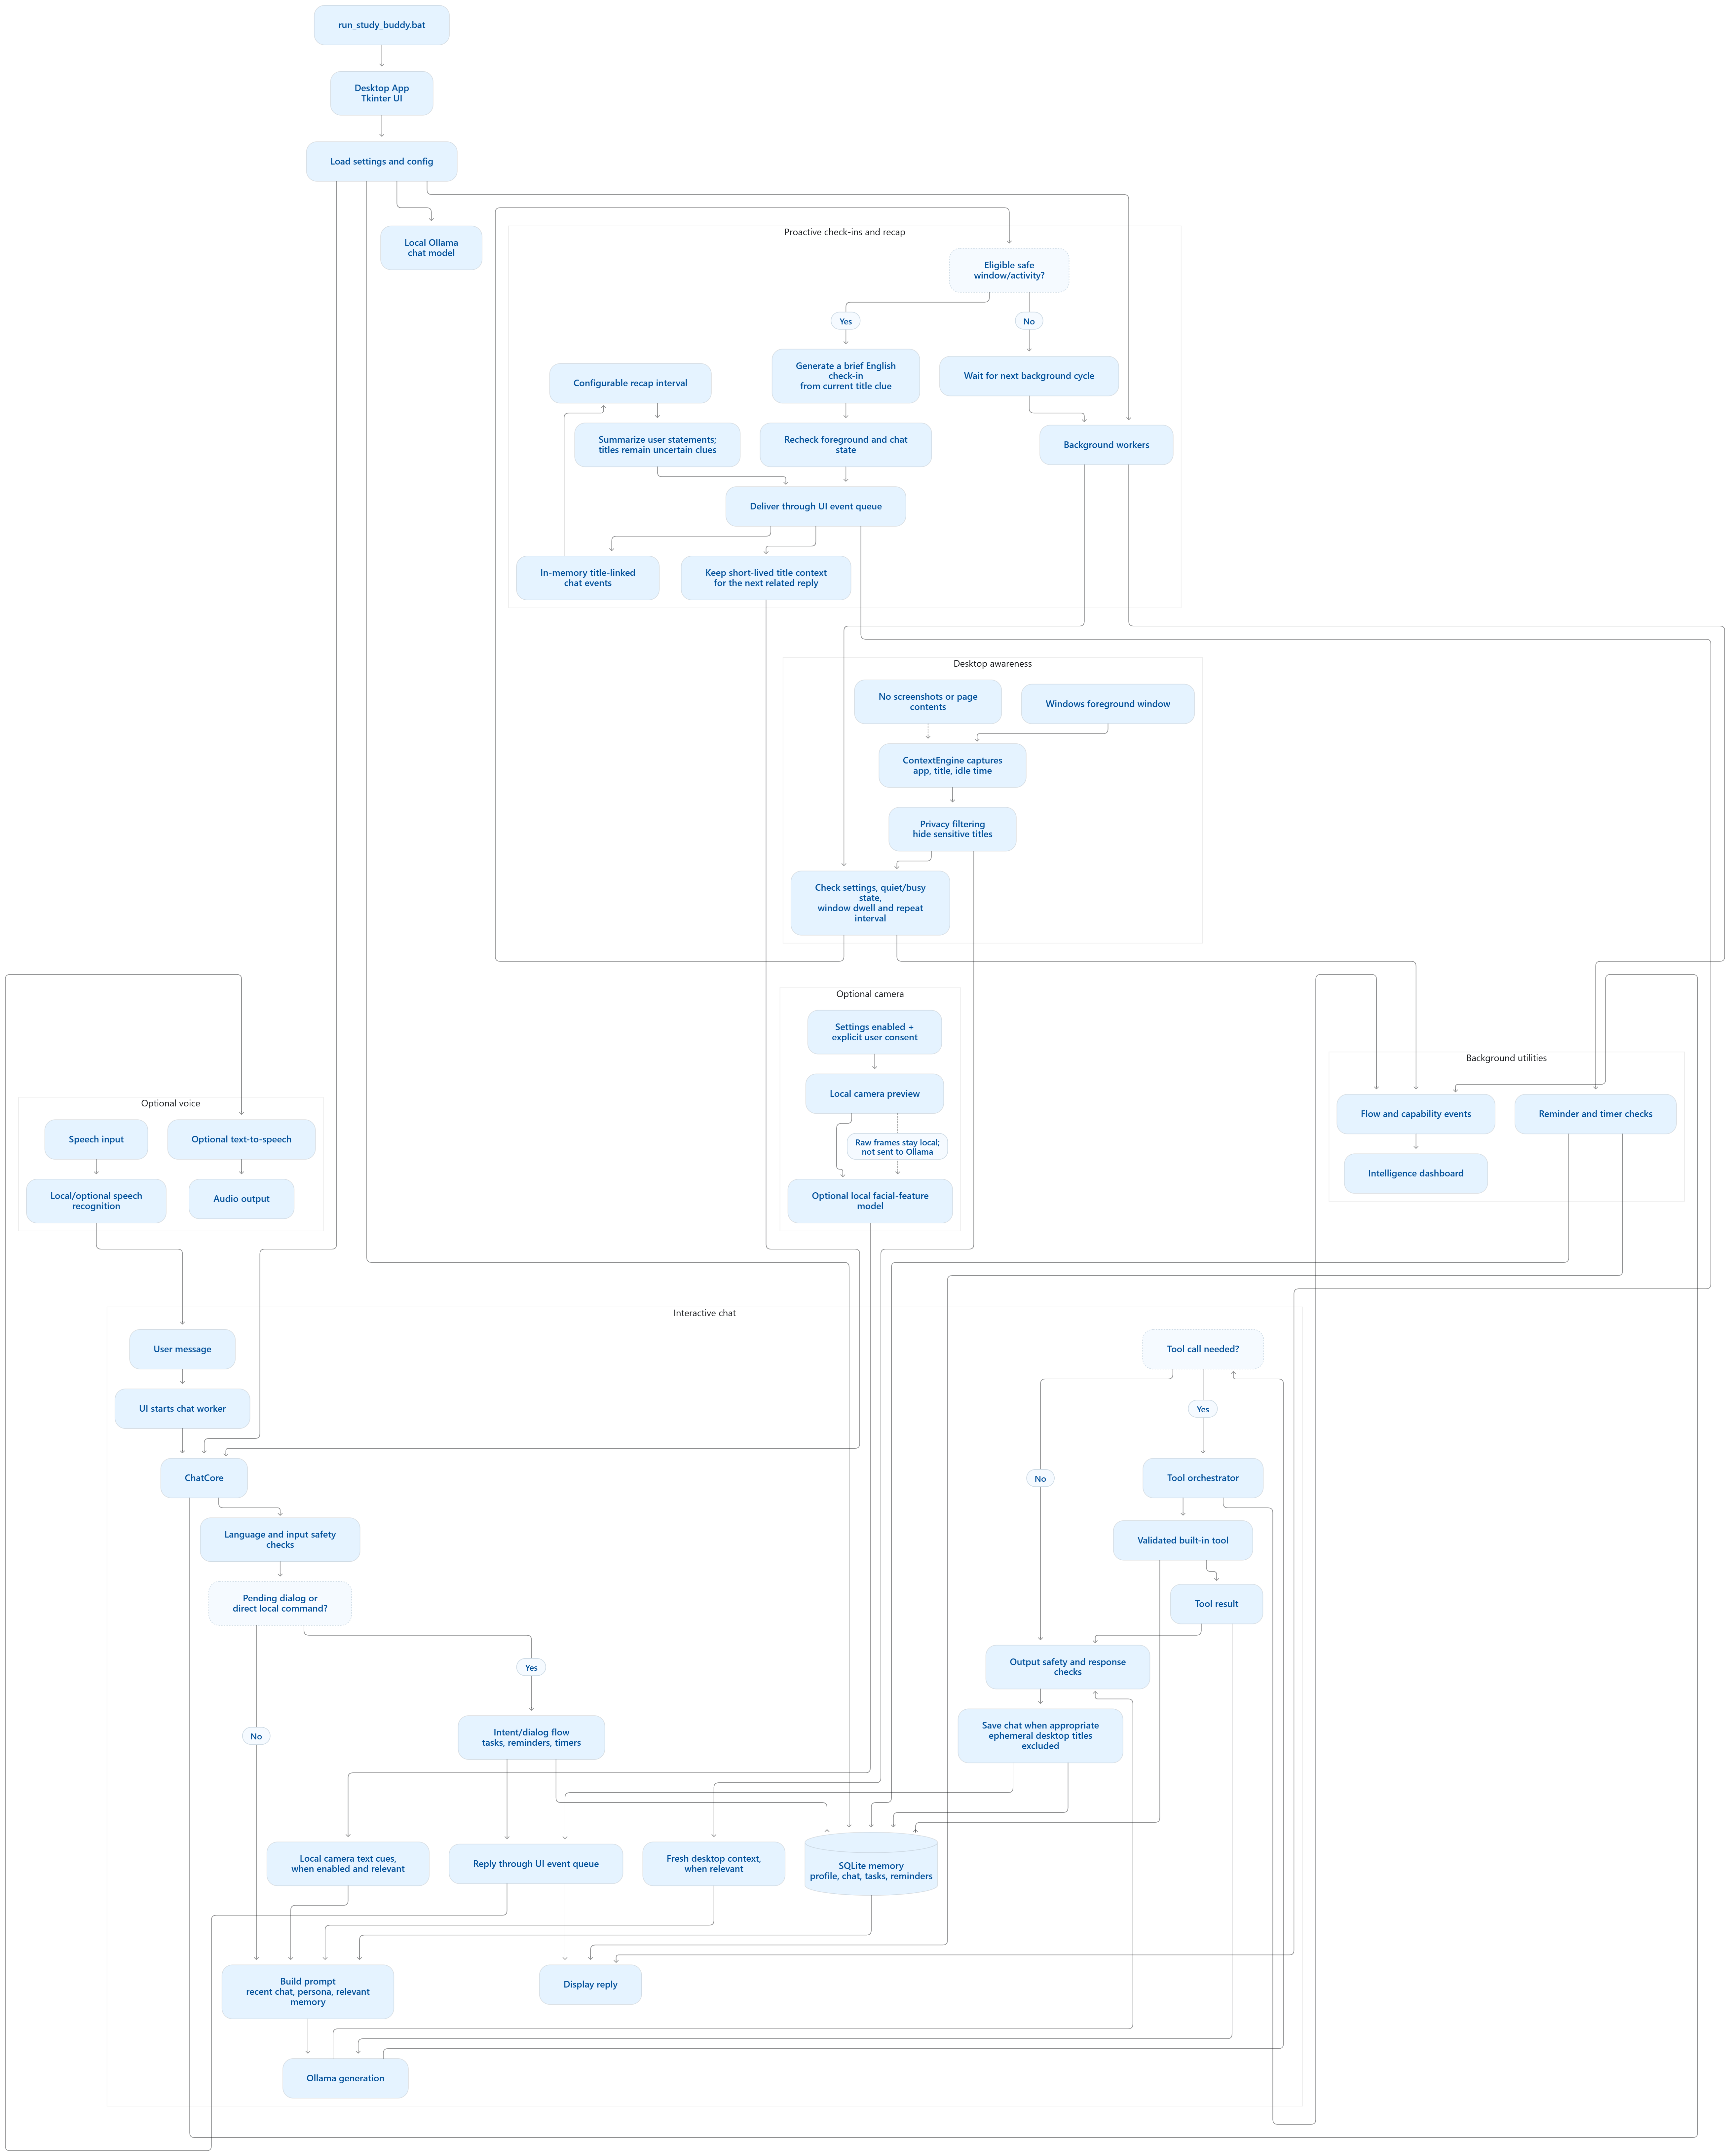 run_study_buddy.bat
Desktop App
Tkinter UI
Load settings and config
Local Ollama
chat model
Proactive check-ins and recap
Eligible safe
window/activity?
Yes
No
Generate a brief English
check-in
from current title clue
Wait for next background cycle
Configurable recap interval
Summarize user statements;
titles remain uncertain clues
Recheck foreground and chat
state
Background workers
Deliver through UI event queue
In-memory title-linked
chat events
Keep short-lived title context
for the next related reply
Desktop awareness
No screenshots or page
contents
Windows foreground window
ContextEngine captures
app, title, idle time
Privacy filtering
hide sensitive titles
Check settings, quiet/busy
state,
window dwell and repeat
interval
Optional camera
Settings enabled +
explicit user consent
Local camera preview
Raw frames stay local;
not sent to Ollama
Optional local facial-feature
model
Background utilities
Flow and capability events
Reminder and timer checks
Intelligence dashboard
Optional voice
Speech input
Optional text-to-speech
Local/optional speech
recognition
Audio output
Interactive chat
User message
UI starts chat worker
ChatCore
Language and input safety
checks
Pending dialog or
direct local command?
Yes
No
Intent/dialog flow
tasks, reminders, timers
Tool call needed?
Yes
No
Tool orchestrator
Validated built-in tool
Tool result
Output safety and response
checks
Save chat when appropriate
ephemeral desktop titles
excluded
Local camera text cues,
when enabled and relevant
Reply through UI event queue
Fresh desktop context,
when relevant
SQLite memory
profile, chat, tasks, reminders
Build prompt
recent chat, persona, relevant
memory
Display reply
Ollama generation